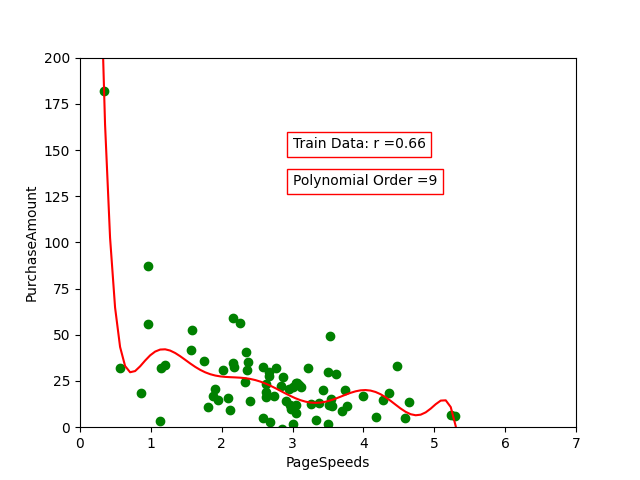 200
175
150
125
100
75
50
25
0
PurchaseAmount
Train Data: r =0.66
Polynomial Order =9
0 1 2 3 4 5 6 7
PageSpeeds